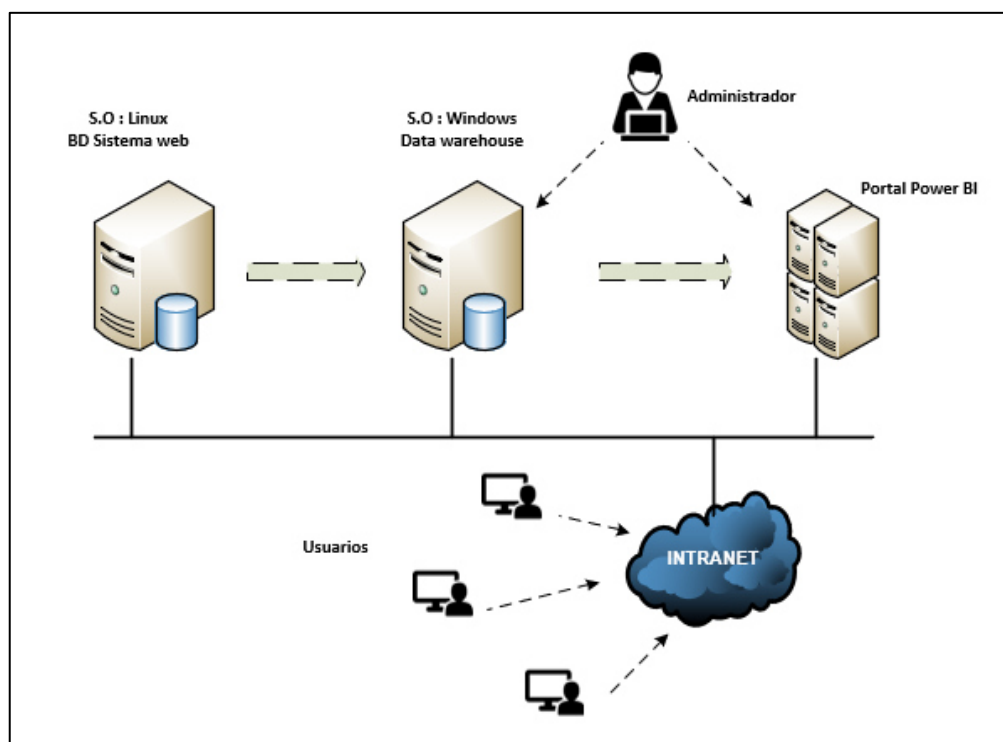 Administrador
S.O : Linux
BD Sistema web
S.O : Windows
Data warehouse
Portal Power BI
Usuarios
INTRANET